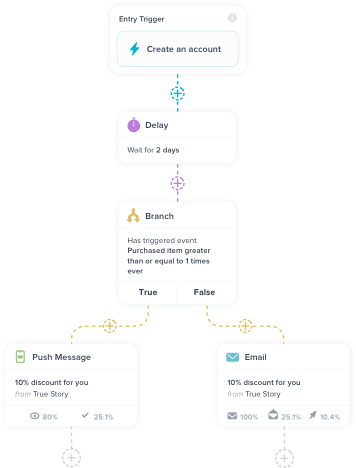 Entry Trigger
Create an account
Delay
Wait for 2 days
Branch
Has triggered event
Purchased item greater
than or equal to 1 times
ever
True False
Push Message
10% discount for you
from True Story
80% 25.1%
Email
10% discount for you
from True Story
100% 25.1% 10.4%